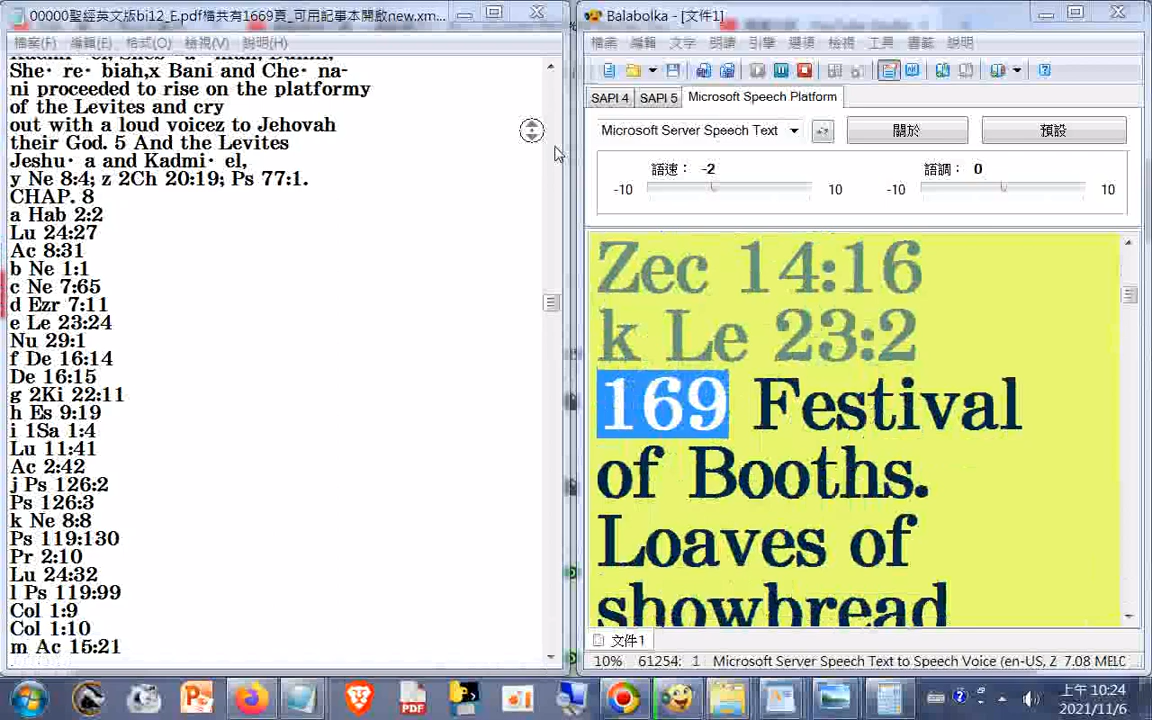 00000聖經英文版bi12_E.pdf檔共有1669頁_可用記事本開啟new.xm...
檔案(F) 編輯(E) 格式(O) 檢視(V) 說明(H)
She· re· biah,x Bani and Che· na-
ni proceeded to rise on the platformy
of the Levites and cry
out with a loud voicez to Jehovah
their God. 5 And the Levites
Jeshu· a and Kadmi· el,
y Ne 8:4; z 2Ch 20:19; Ps 77:1.
CHAP. 8
a Hab 2:2
Lu 24:27
Ac 8:31
b Ne 1:1
c Ne 7:65
d Ezr 7:11
e Le 23:24
Nu 29:1
f De 16:14
De 16:15
g 2Ki 22:11
h Es 9:19
i 1Sa 1:4
Lu 11:41
Ac 2:42
j Ps 126:2
Ps 126:3
k Ne 8:8
Ps 119:130
Pr 2:10
Lu 24:32
l Ps 119:99
Col 1:9
Col 1:10
m Ac 15:21
Balabolka - [文件1]
檔案 編輯 文字 朗讀 引擎 選項 檢視 工具 書籤 說明
SAPI 4 SAPI 5 Microsoft Speech Platform
Microsoft Server Speech Text 關於 預設
語速： -2 語調： 0
-10 10 -10 10
Zec 14:16
k Le 23:2
169 Festival
of Booths.
Loaves of
showbread
文件1
10% 61254: 1 Microsoft Server Speech Text to Speech Voice (en-US, Z 7.08 MELC
PDF
上午 10:24
2021/11/6